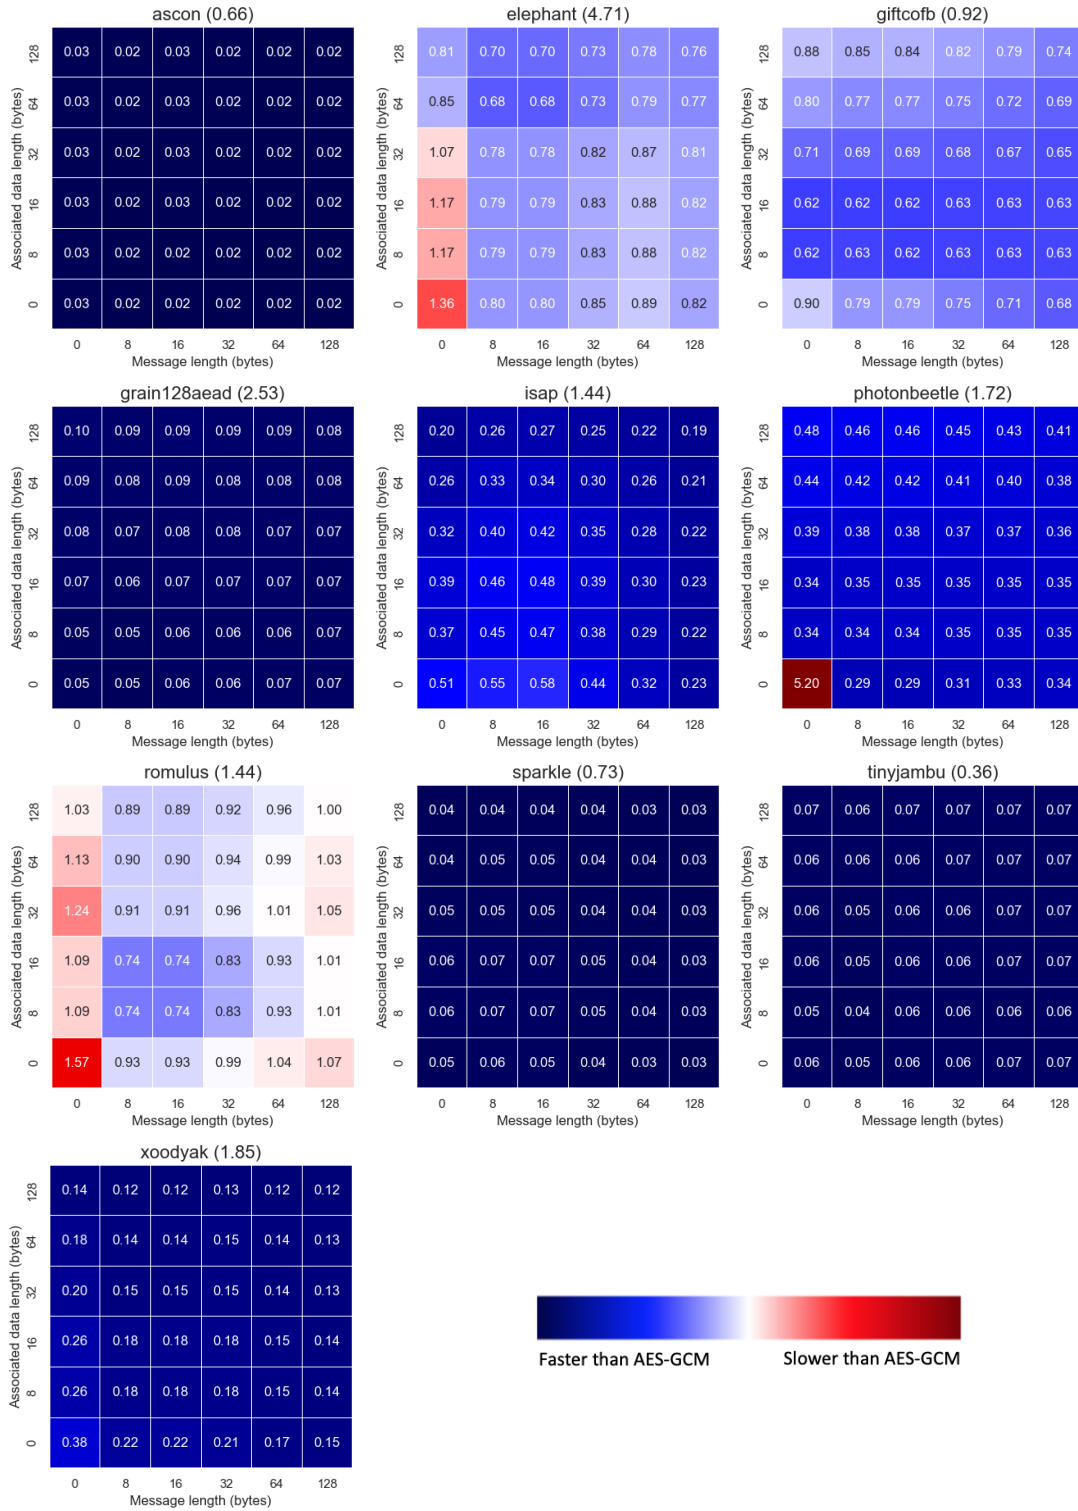 ascon (0.66)
Associated data length (bytes)
128 0.03 0.02 0.03 0.02 0.02 0.02
64 0.03 0.02 0.03 0.02 0.02 0.02
32 0.03 0.02 0.03 0.02 0.02 0.02
16 0.03 0.02 0.03 0.02 0.02 0.02
8 0.03 0.02 0.02 0.02 0.02 0.02
0 0.03 0.02 0.02 0.02 0.02 0.02
0 8 16 32 64 128
Message length (bytes)
elephant (4.71)
Associated data length (bytes)
128 0.81 0.70 0.70 0.73 0.78 0.76
64 0.85 0.68 0.68 0.73 0.79 0.77
32 1.07 0.78 0.78 0.82 0.87 0.81
16 1.17 0.79 0.79 0.83 0.88 0.82
8 1.17 0.79 0.79 0.83 0.88 0.82
0 1.36 0.80 0.80 0.85 0.89 0.82
0 8 16 32 64 128
Message length (bytes)
giftcofb (0.92)
Associated data length (bytes)
128 0.88 0.85 0.84 0.82 0.79 0.74
64 0.80 0.77 0.77 0.75 0.72 0.69
32 0.71 0.69 0.69 0.68 0.67 0.65
16 0.62 0.62 0.62 0.63 0.63 0.63
8 0.62 0.63 0.62 0.63 0.63 0.63
0 0.90 0.79 0.79 0.75 0.71 0.68
0 8 16 32 64 128
Message length (bytes)
grain128aead (2.53)
Associated data length (bytes)
128 0.10 0.09 0.09 0.09 0.09 0.08
64 0.09 0.08 0.09 0.08 0.08 0.08
32 0.08 0.07 0.08 0.08 0.07 0.07
16 0.07 0.06 0.07 0.07 0.07 0.07
8 0.05 0.05 0.06 0.06 0.06 0.07
0 0.05 0.05 0.06 0.06 0.07 0.07
0 8 16 32 64 128
Message length (bytes)
isap (1.44)
Associated data length (bytes)
128 0.20 0.26 0.27 0.25 0.22 0.19
64 0.26 0.33 0.34 0.30 0.26 0.21
32 0.32 0.40 0.42 0.35 0.28 0.22
16 0.39 0.46 0.48 0.39 0.30 0.23
8 0.37 0.45 0.47 0.38 0.29 0.22
0 0.51 0.55 0.58 0.44 0.32 0.23
0 8 16 32 64 128
Message length (bytes)
photonbeetle (1.72)
Associated data length (bytes)
128 0.48 0.46 0.46 0.45 0.43 0.41
64 0.44 0.42 0.42 0.41 0.40 0.38
32 0.39 0.38 0.38 0.37 0.37 0.36
16 0.34 0.35 0.35 0.35 0.35 0.35
8 0.34 0.34 0.34 0.35 0.35 0.35
0 5.20 0.29 0.29 0.31 0.33 0.34
0 8 16 32 64 128
Message length (bytes)
romulus (1.44)
Associated data length (bytes)
128 1.03 0.89 0.89 0.92 0.96 1.00
64 1.13 0.90 0.90 0.94 0.99 1.03
32 1.24 0.91 0.91 0.96 1.01 1.05
16 1.09 0.74 0.74 0.83 0.93 1.01
8 1.09 0.74 0.74 0.83 0.93 1.01
0 1.57 0.93 0.93 0.99 1.04 1.07
0 8 16 32 64 128
Message length (bytes)
sparkle (0.73)
Associated data length (bytes)
128 0.04 0.04 0.04 0.04 0.03 0.03
64 0.04 0.05 0.05 0.04 0.04 0.03
32 0.05 0.05 0.05 0.04 0.04 0.03
16 0.06 0.07 0.07 0.05 0.04 0.03
8 0.06 0.07 0.07 0.05 0.04 0.03
0 0.05 0.06 0.05 0.04 0.03 0.03
0 8 16 32 64 128
Message length (bytes)
tinyjambu (0.36)
Associated data length (bytes)
128 0.07 0.06 0.07 0.07 0.07 0.07
64 0.06 0.06 0.06 0.07 0.07 0.07
32 0.06 0.05 0.06 0.06 0.07 0.07
16 0.06 0.05 0.06 0.06 0.07 0.07
8 0.05 0.04 0.06 0.06 0.06 0.06
0 0.06 0.05 0.06 0.06 0.07 0.07
0 8 16 32 64 128
Message length (bytes)
xoodyak (1.85)
Associated data length (bytes)
128 0.14 0.12 0.12 0.13 0.12 0.12
64 0.18 0.14 0.14 0.15 0.14 0.13
32 0.20 0.15 0.15 0.15 0.14 0.13
16 0.26 0.18 0.18 0.18 0.15 0.14
8 0.26 0.18 0.18 0.18 0.15 0.14
0 0.38 0.22 0.22 0.21 0.17 0.15
0 8 16 32 64 128
Message length (bytes)
Faster than AES-GCM
Slower than AES-GCM